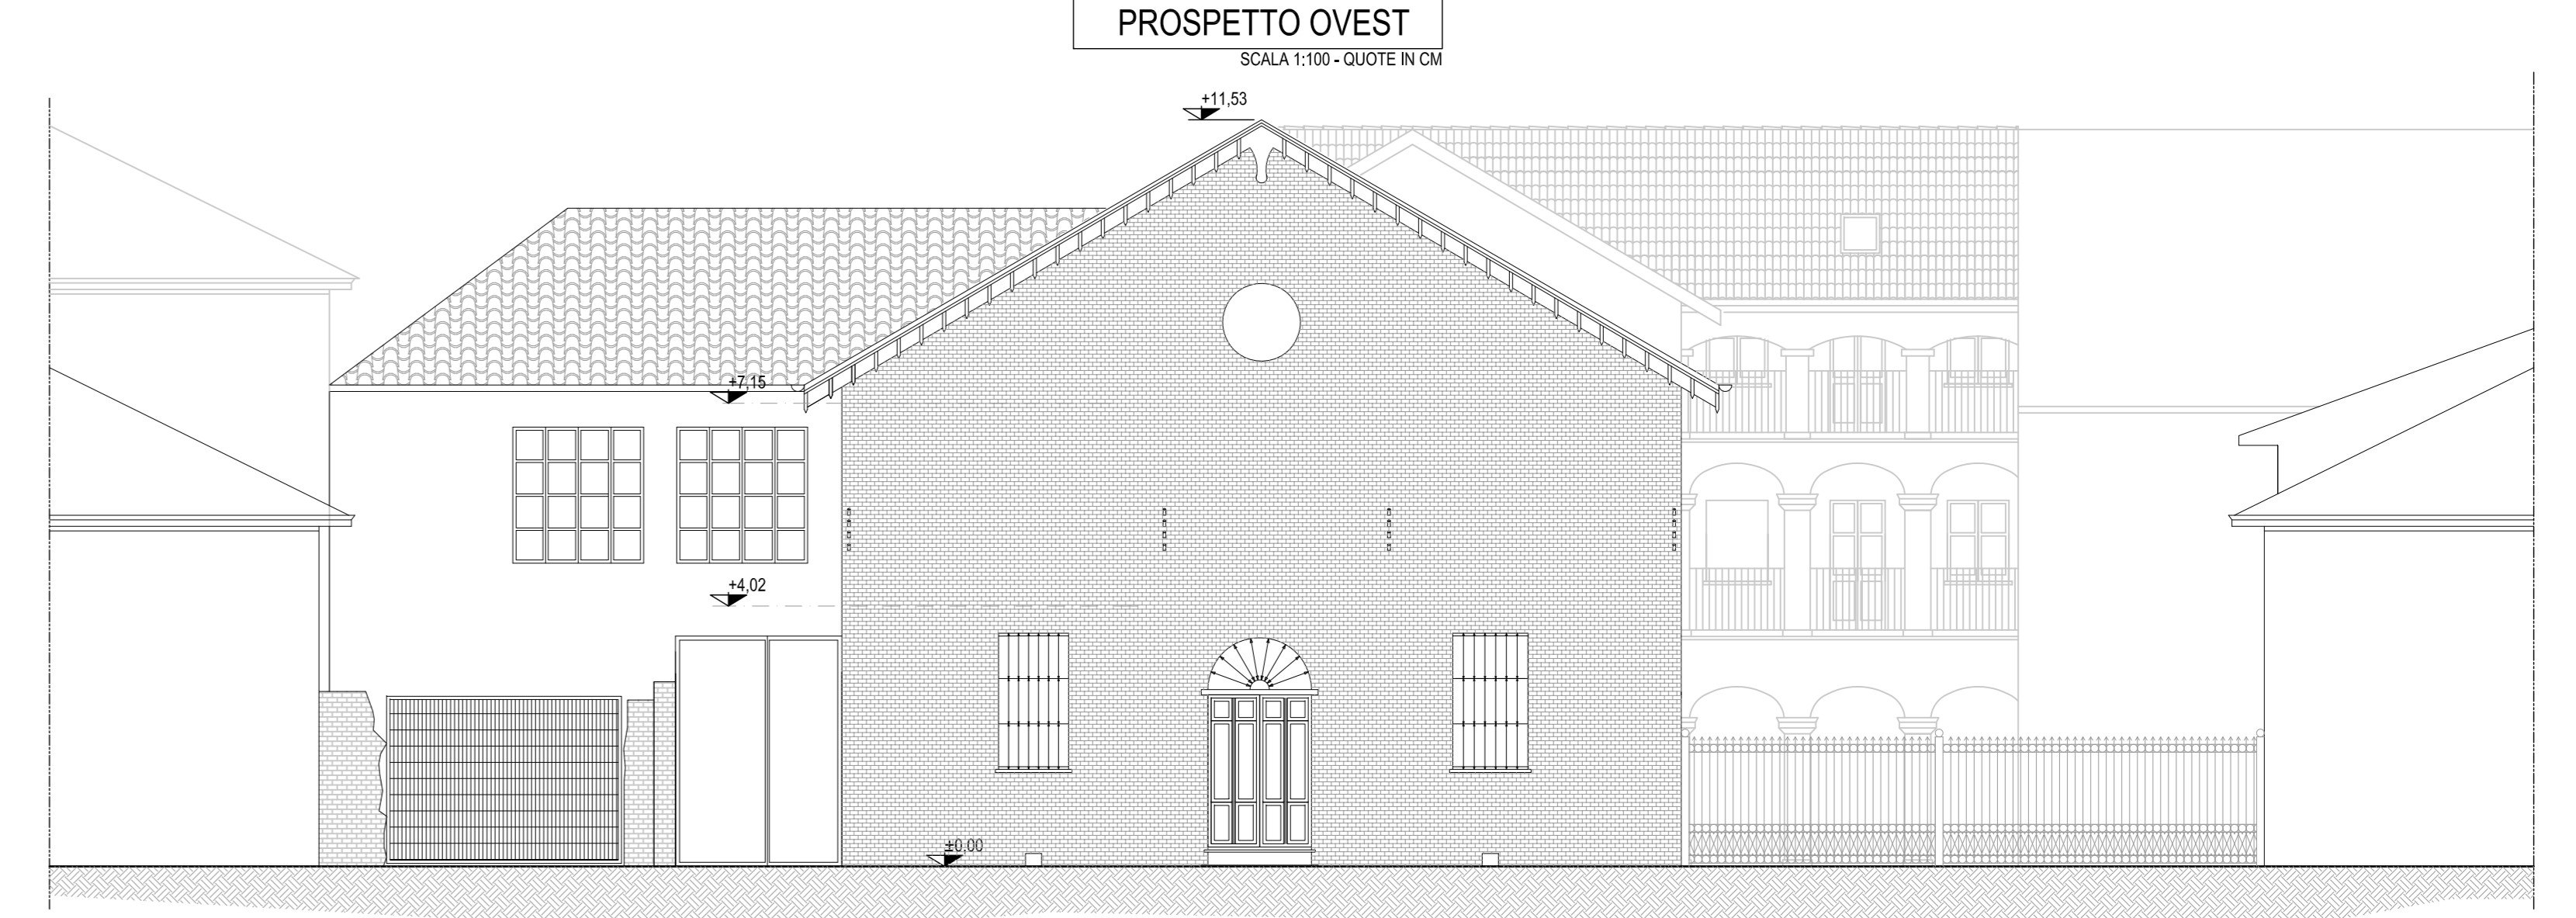 PROSPETTO OVEST
SCALA 1:100 - QUOTE IN CM
+11,53
+7,15
+4,02
±0,00